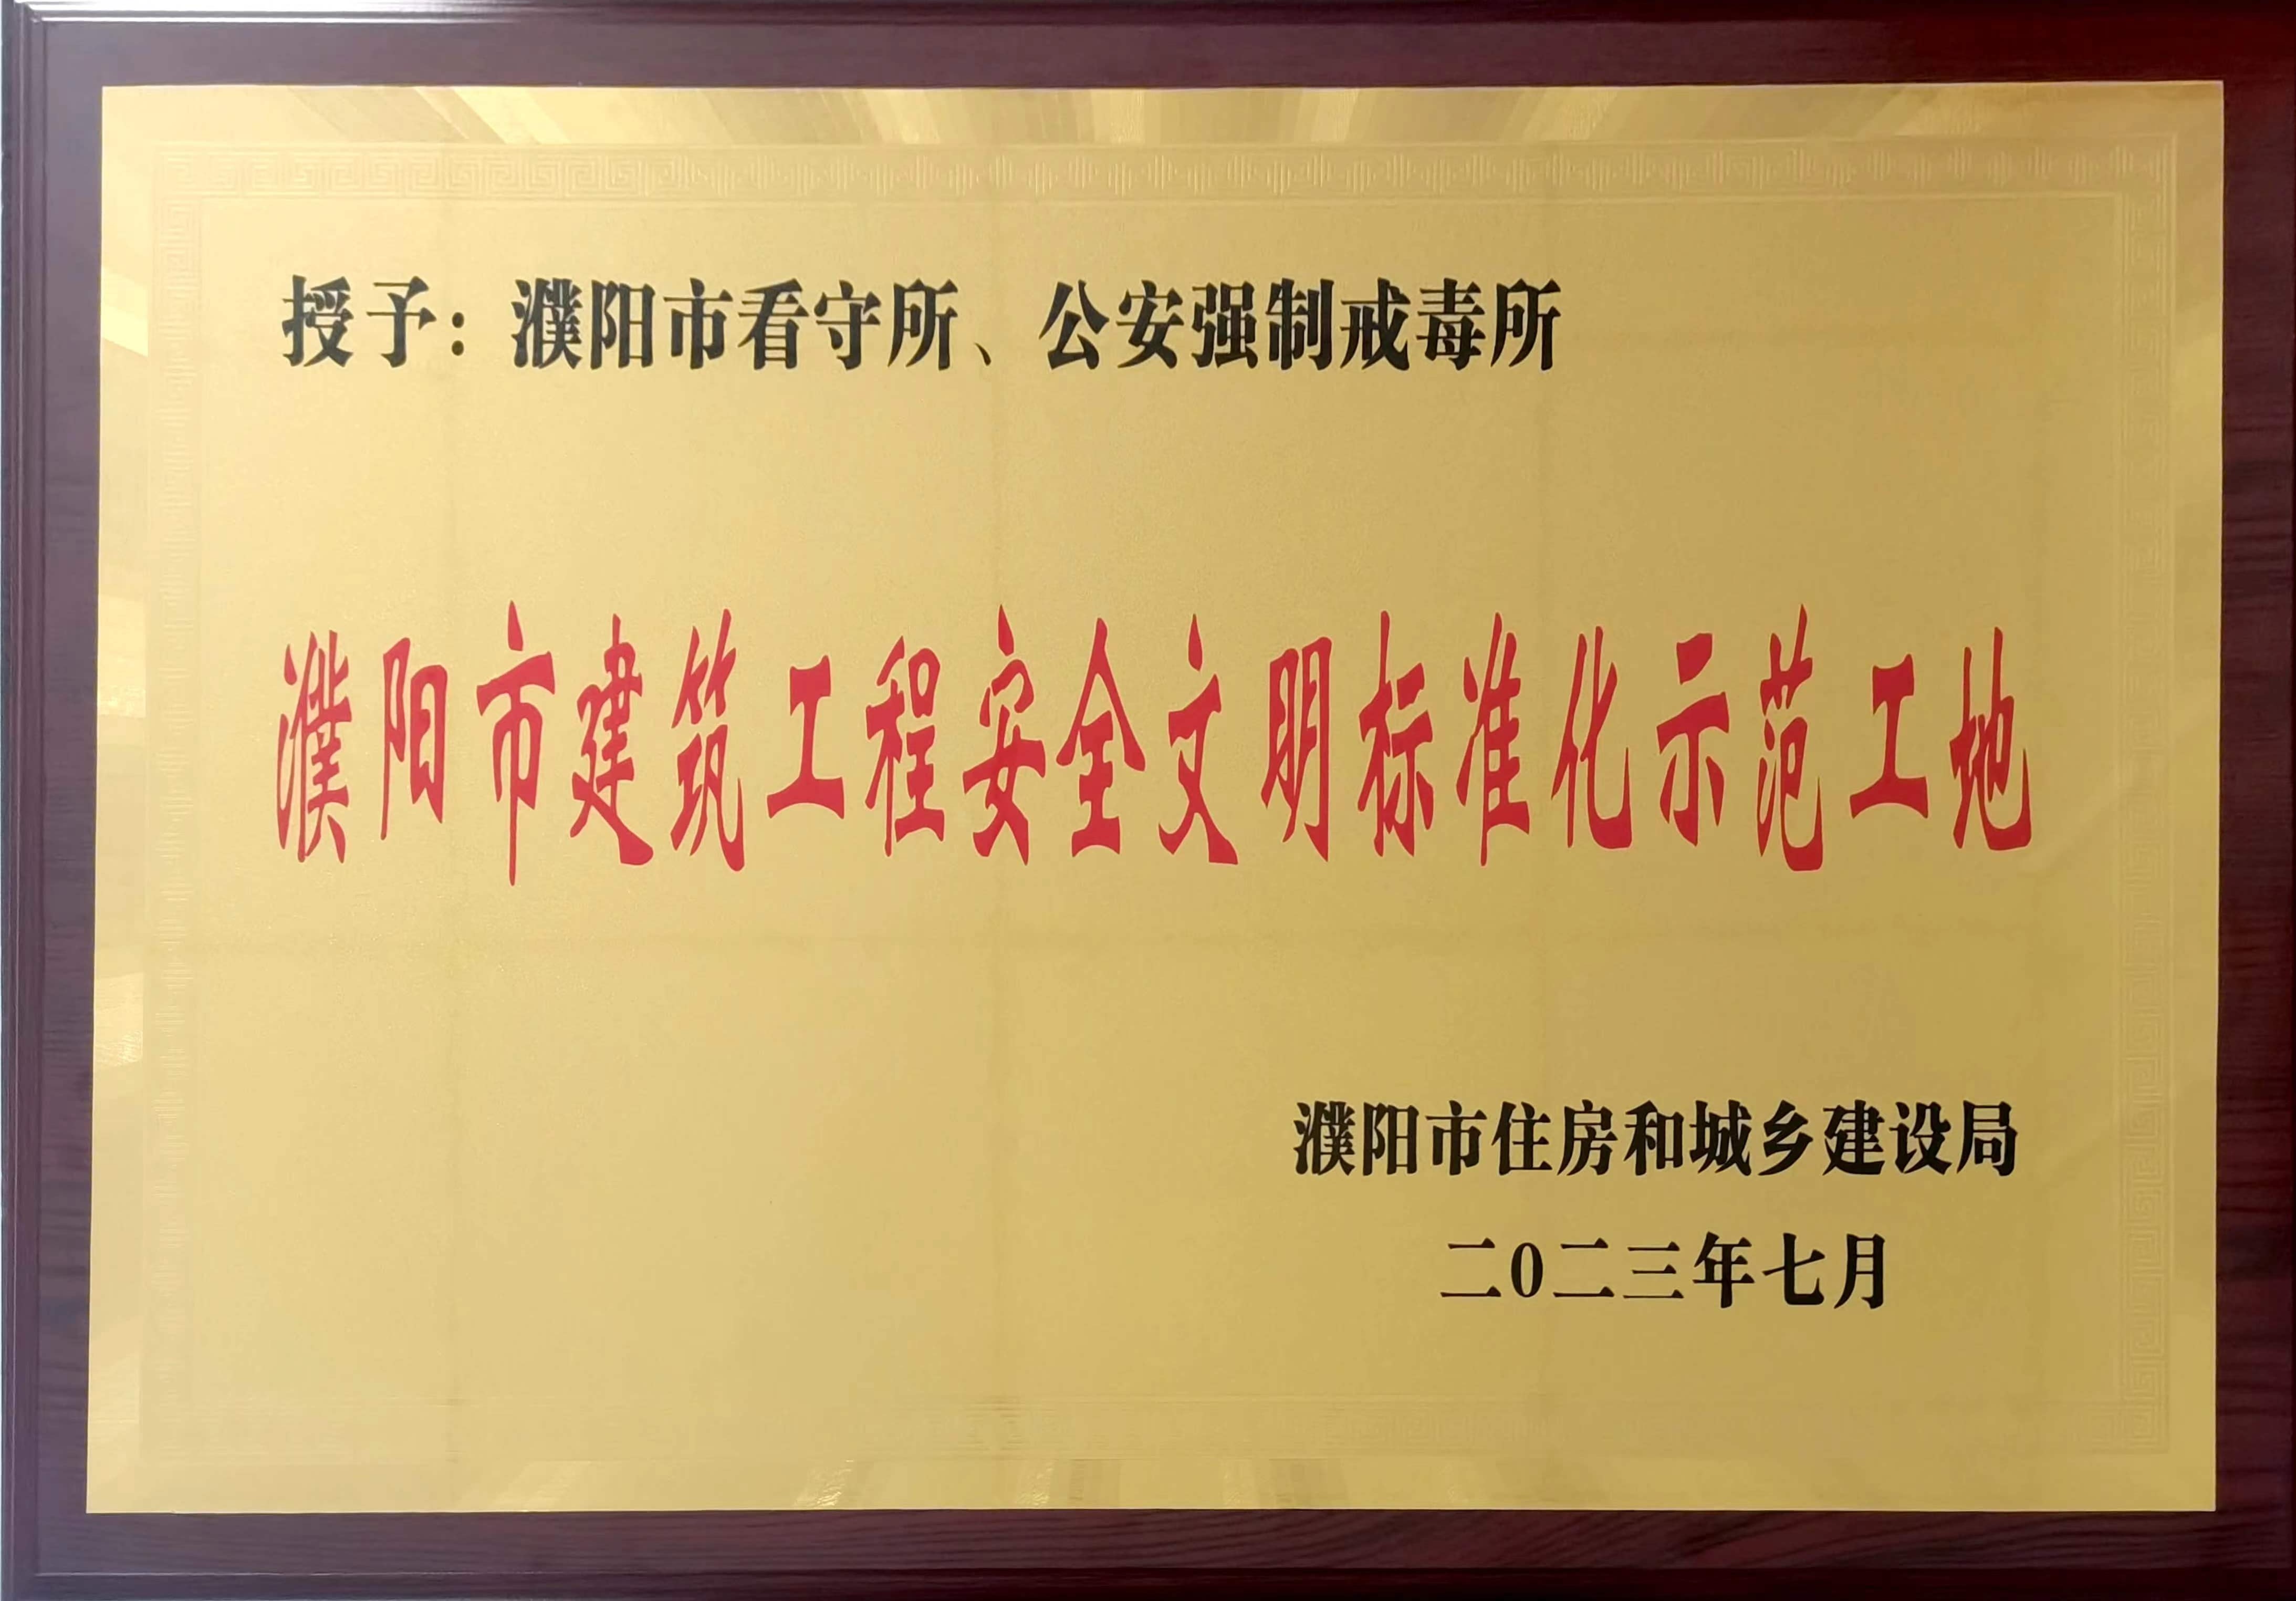 授予：濮阳市看守所、公安强制戒毒所
濮阳市建筑工程安全文明标准化示范工地
濮阳市住房和城乡建设局
二0二三年七月